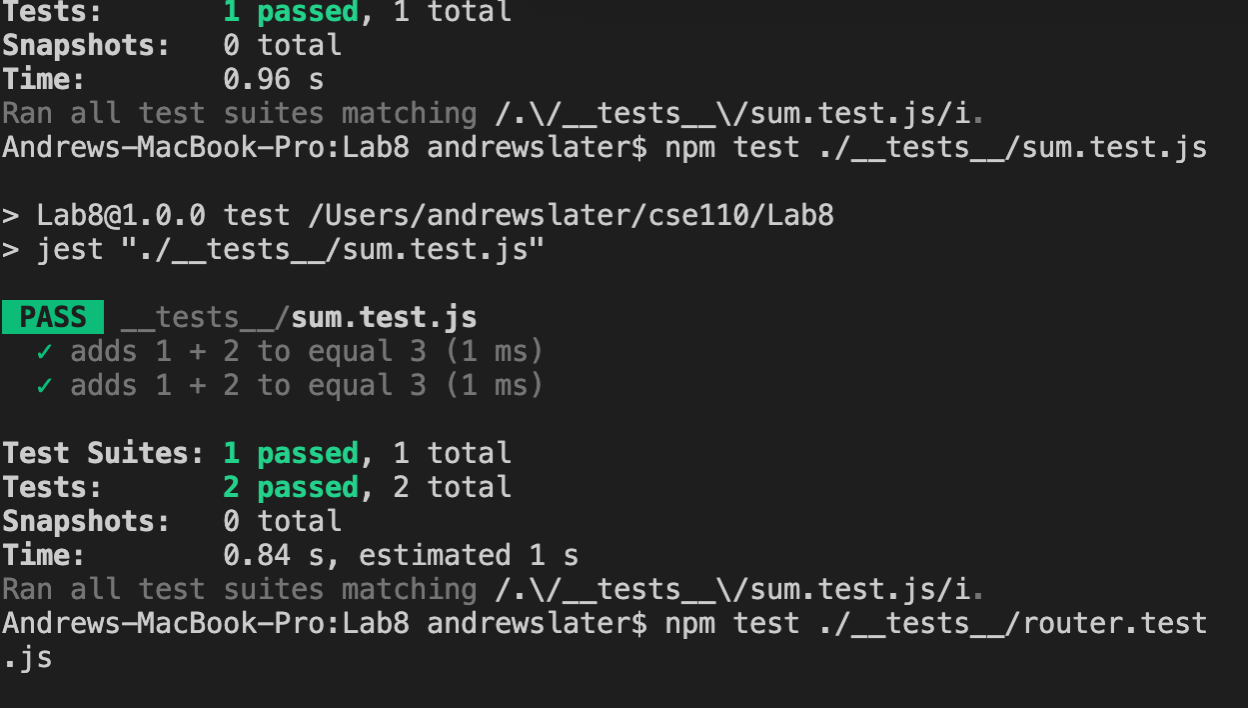 Tests:       1 passed, 1 total
Snapshots:   0 total
Time:        0.96 s
Ran all test suites matching /.\/__tests__\/sum.test.js/i.
Andrews-MacBook-Pro:Lab8 andrewslater$ npm test ./__tests__/sum.test.js
> Lab8@1.0.0 test /Users/andrewslater/cse110/Lab8
> jest "./__tests__/sum.test.js"
PASS __tests__/sum.test.js
✓ adds 1 + 2 to equal 3 (1 ms)
✓ adds 1 + 2 to equal 3 (1 ms)
Test Suites: 1 passed, 1 total
Tests:       2 passed, 2 total
Snapshots:   0 total
Time:        0.84 s, estimated 1 s
Ran all test suites matching /.\/__tests__\/sum.test.js/i.
Andrews-MacBook-Pro:Lab8 andrewslater$ npm test ./__tests__/router.test
.js